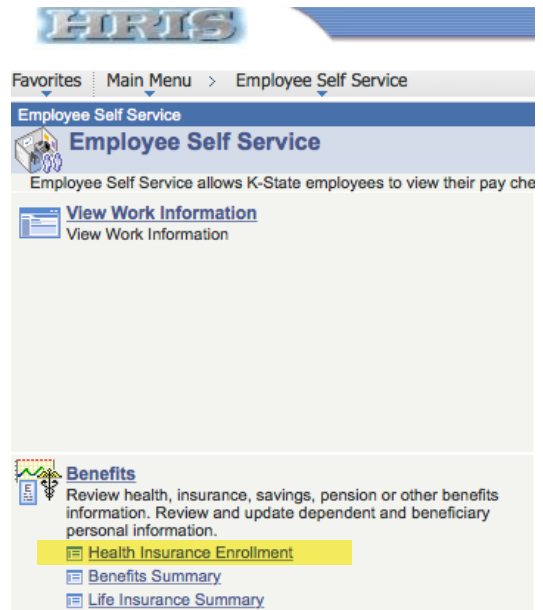 HRIS
Favorites Main Menu > Employee Self Service
Employee Self Service
Employee Self Service
Employee Self Service allows K-State employees to view their pay che
View Work Information
View Work Information
Benefits
Review health, insurance, savings, pension or other benefits
information. Review and update dependent and beneficiary
personal information.
Health Insurance Enrollment
Benefits Summary
Life Insurance Summary